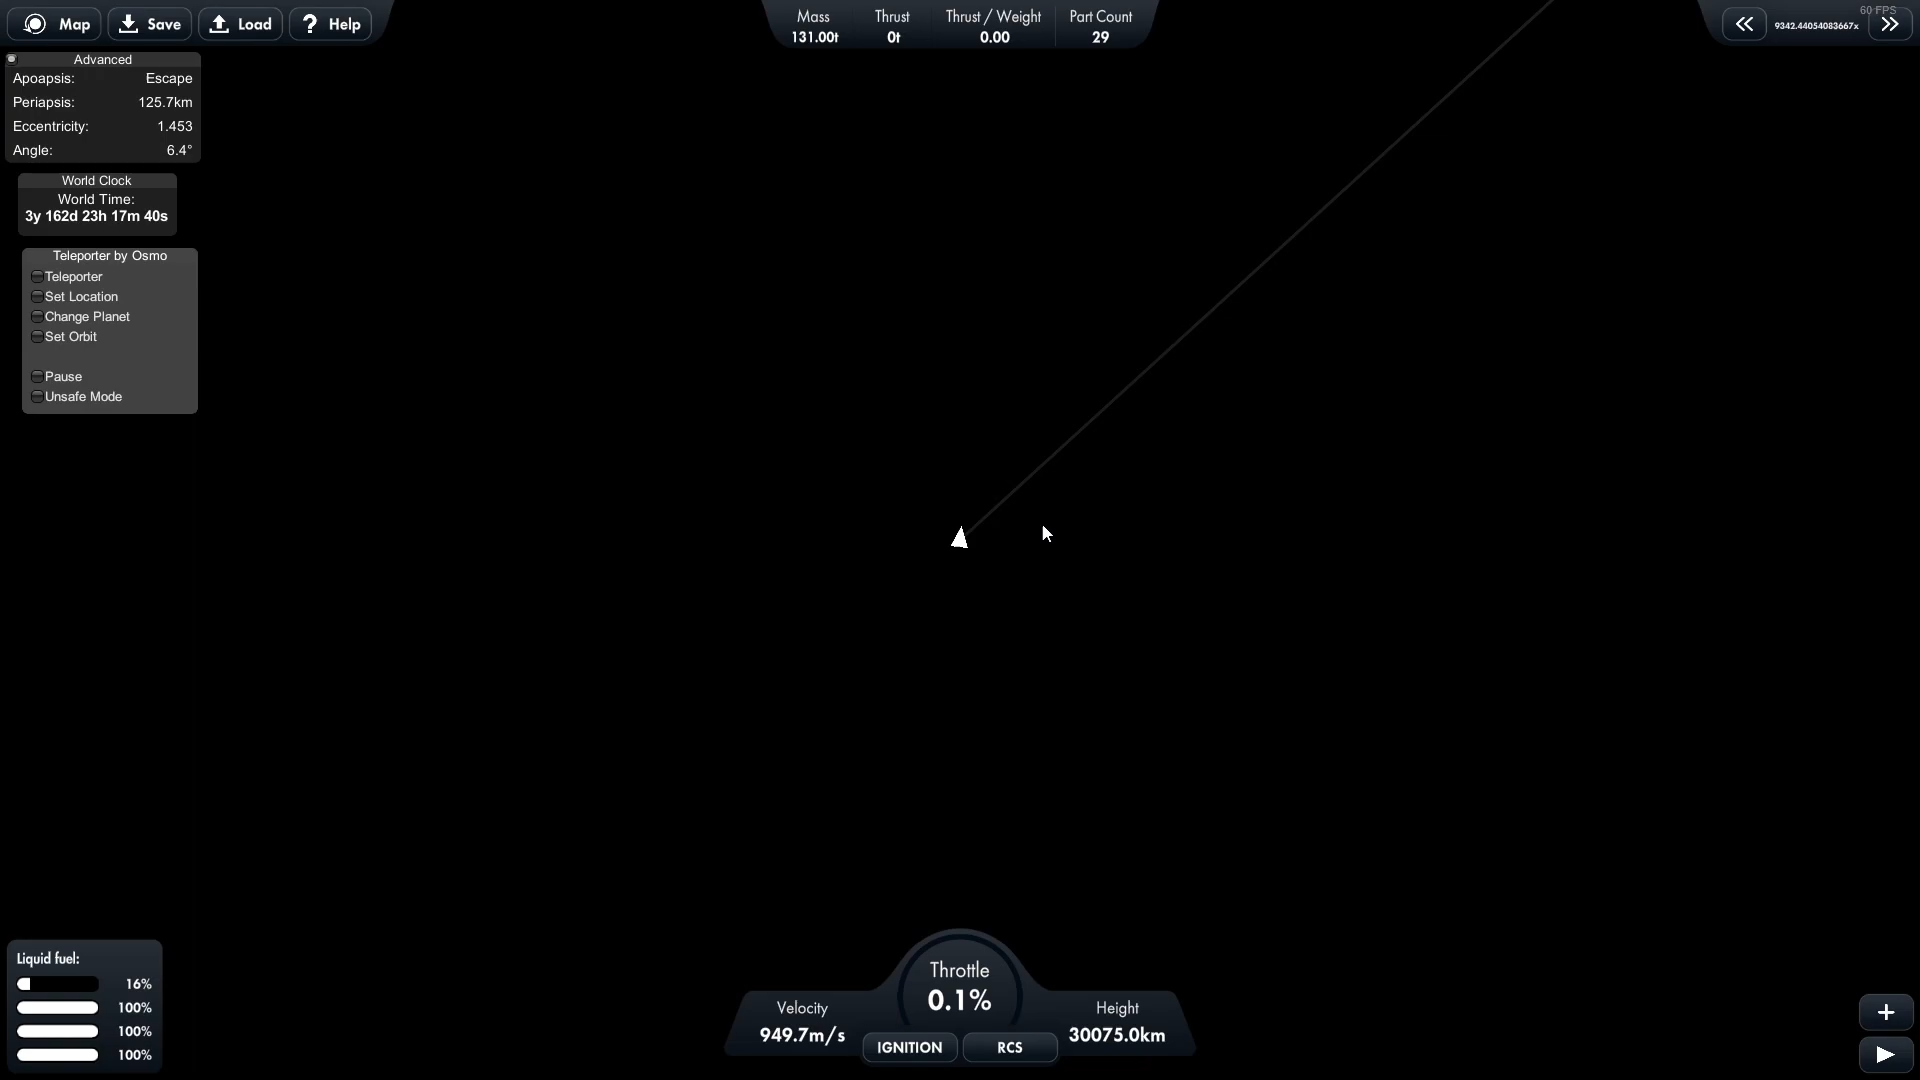 Map
Save
Load
? Help
Mass
131.00t
Thrust
0t
Thrust / Weight
0.00
Part Count
29
60 FPS
9342.44054083667x
Advanced
Apoapsis: Escape
Periapsis: 125.7km
Eccentricity: 1.453
Angle: 6.4°
World Clock
World Time:
3y 162d 23h 17m 40s
Teleporter by Osmo
Teleporter
Set Location
Change Planet
Set Orbit
Pause
Unsafe Mode
Liquid fuel:
16%
100%
100%
100%
Throttle
0.1%
Velocity
949.7m/s
Height
30075.0km
IGNITION
RCS